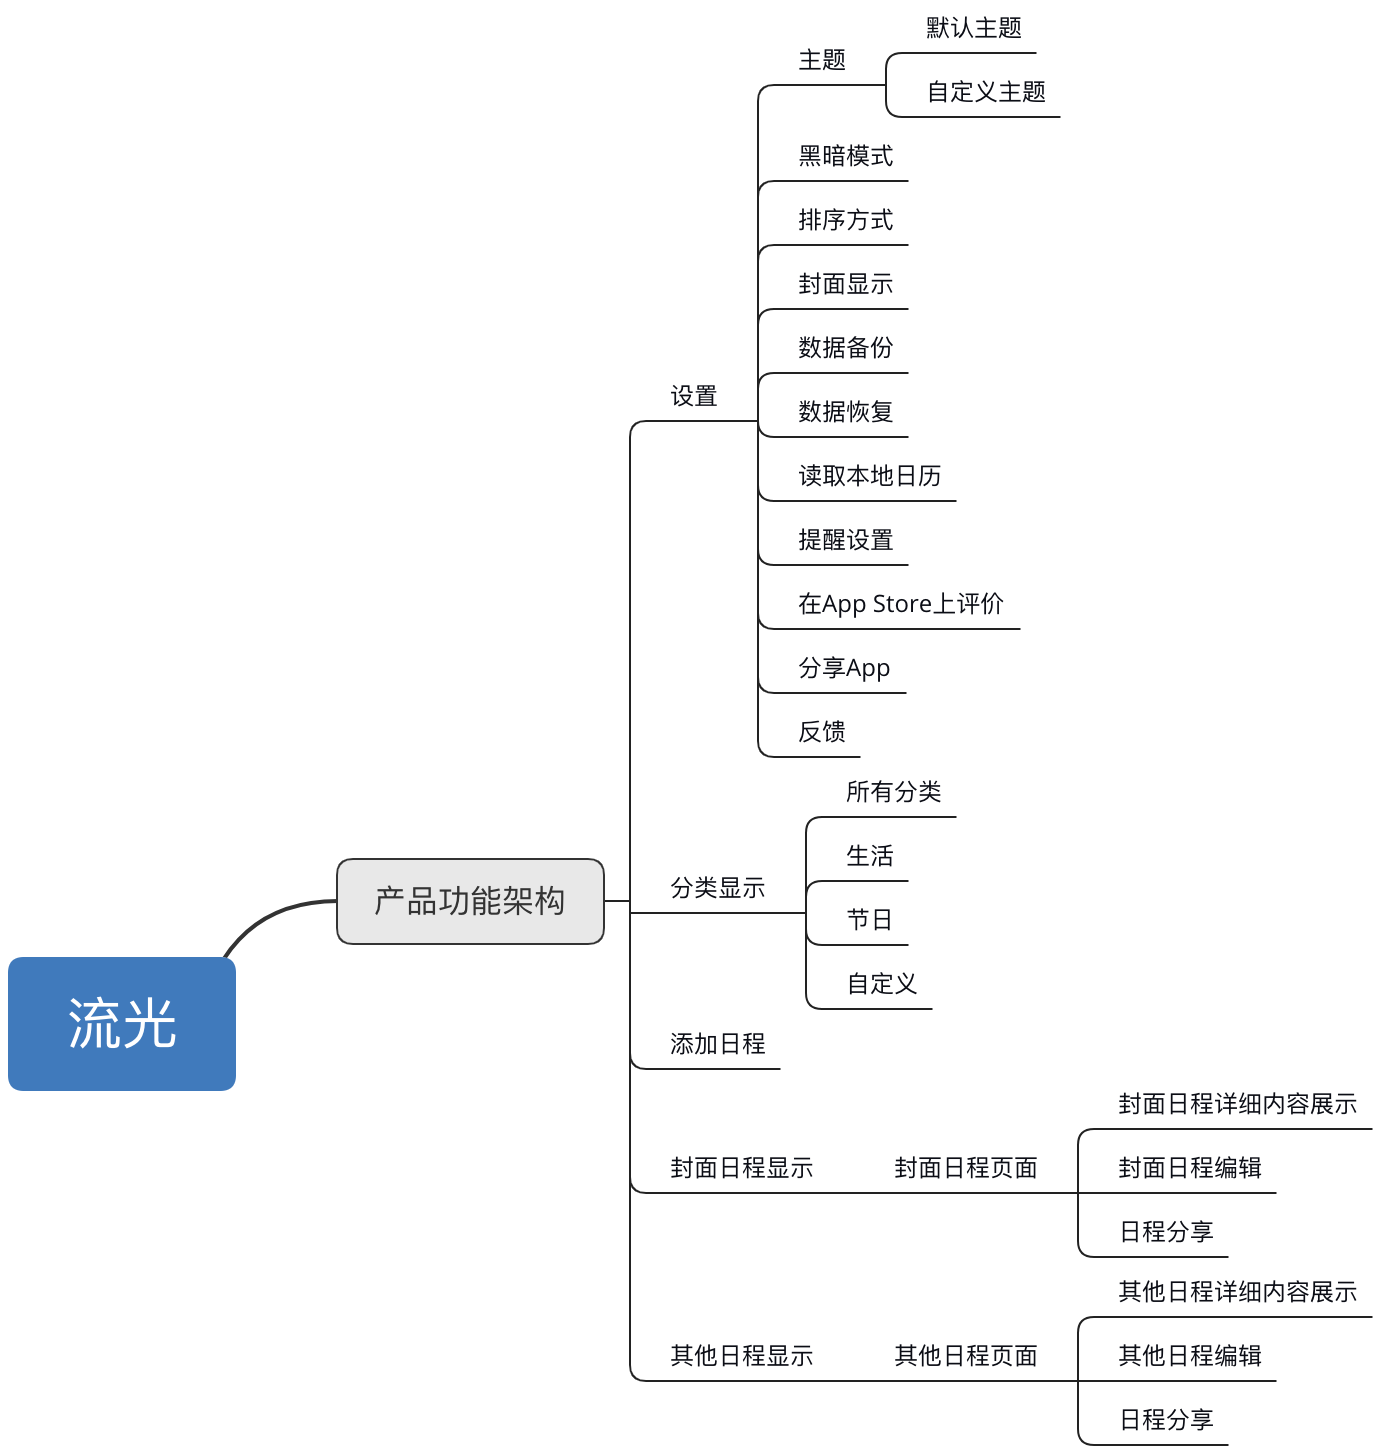 默认主题
主题
自定义主题
黑暗模式
排序方式
封面显示
数据备份
设置
数据恢复
读取本地日历
提醒设置
在App Store上评价
分享App
反馈
所有分类
生活
产品功能架构
分类显示
节日
自定义
流光
添加日程
封面日程详细内容展示
封面日程显示
封面日程页面
封面日程编辑
日程分享
其他日程详细内容展示
其他日程显示
其他日程页面
其他日程编辑
日程分享